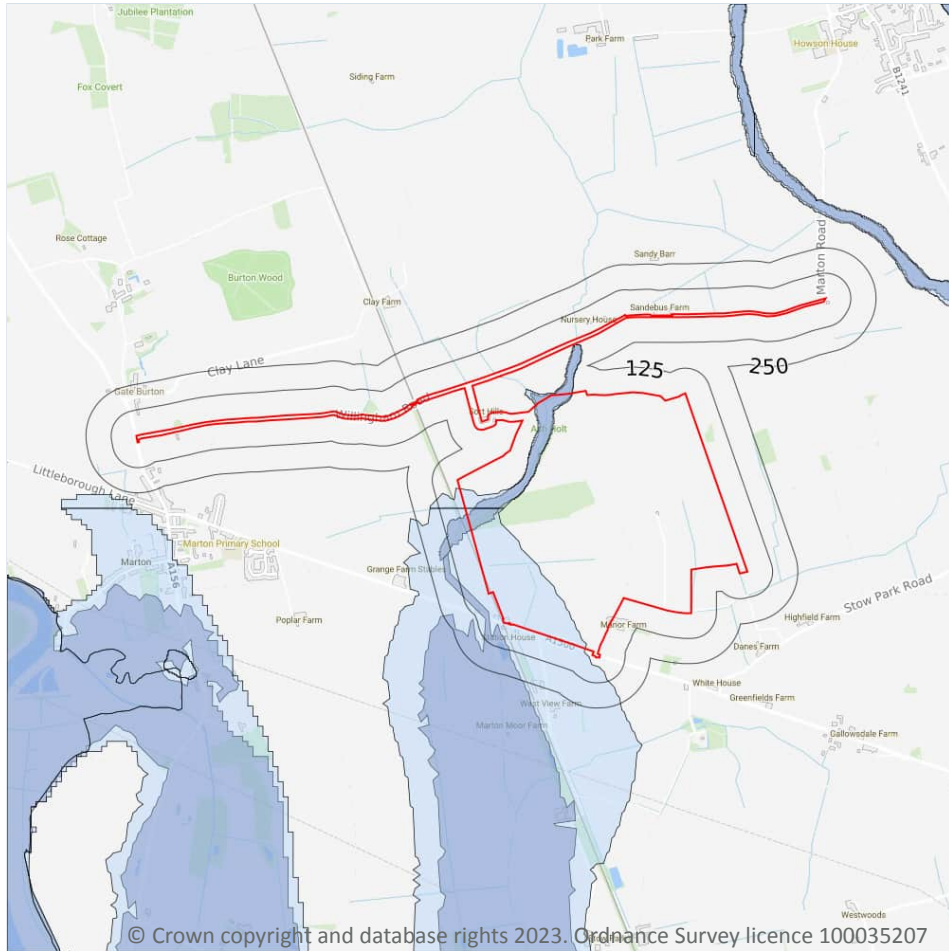 Jubilee Plantation
Howson House
Park Farm
B1241
Siding Farm
Fox Covert
Rose Cottage
Sandy Barr
Marton Road
Burton Wood
Clay Farm
Sandebus Farm
Nursery House
Clay Lane
125
250
Gate Burton
Road
Littleborough Lane
Marton Primary School
Marton
A156
Grange Farm Stables
Stow Park Road
Poplar Farm
Manor Farm
Highfield Farm
A1500
Danes Farm
White House
West View Farm
Greenfields Farm
Marton Moor Farm
Gallowsdale Farm
Westwoods
© Crown copyright and database rights 2023. Ordnance Survey licence 100035207